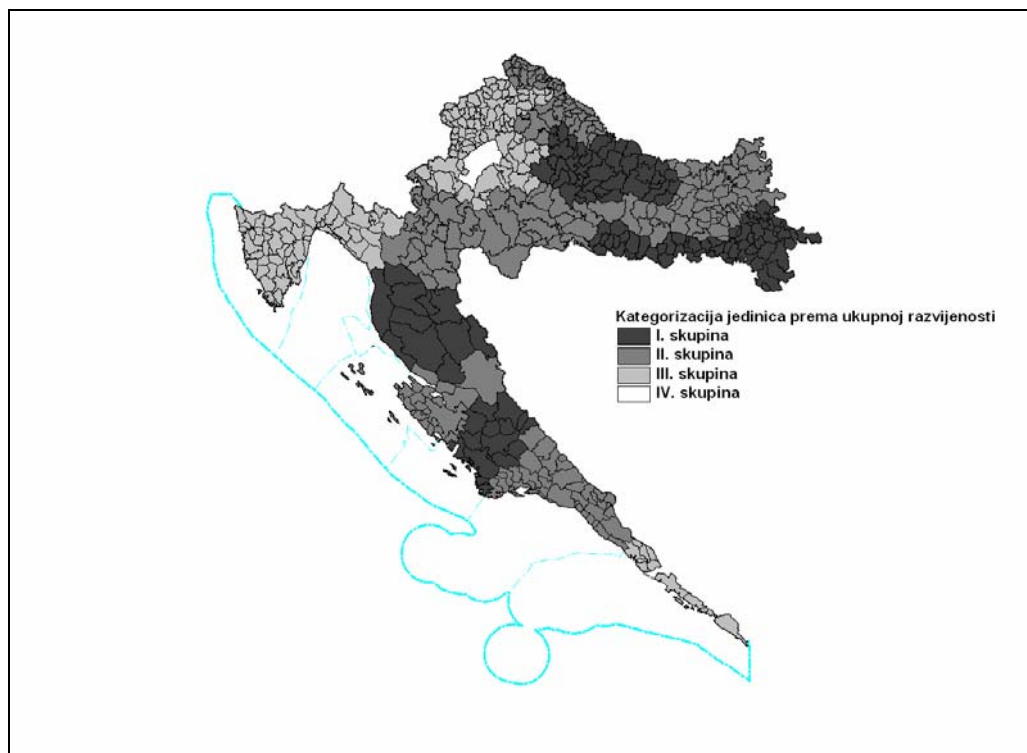 Kategorizacija jedinica prema ukupnoj razvijenosti
I. skupina
II. skupina
III. skupina
IV. skupina